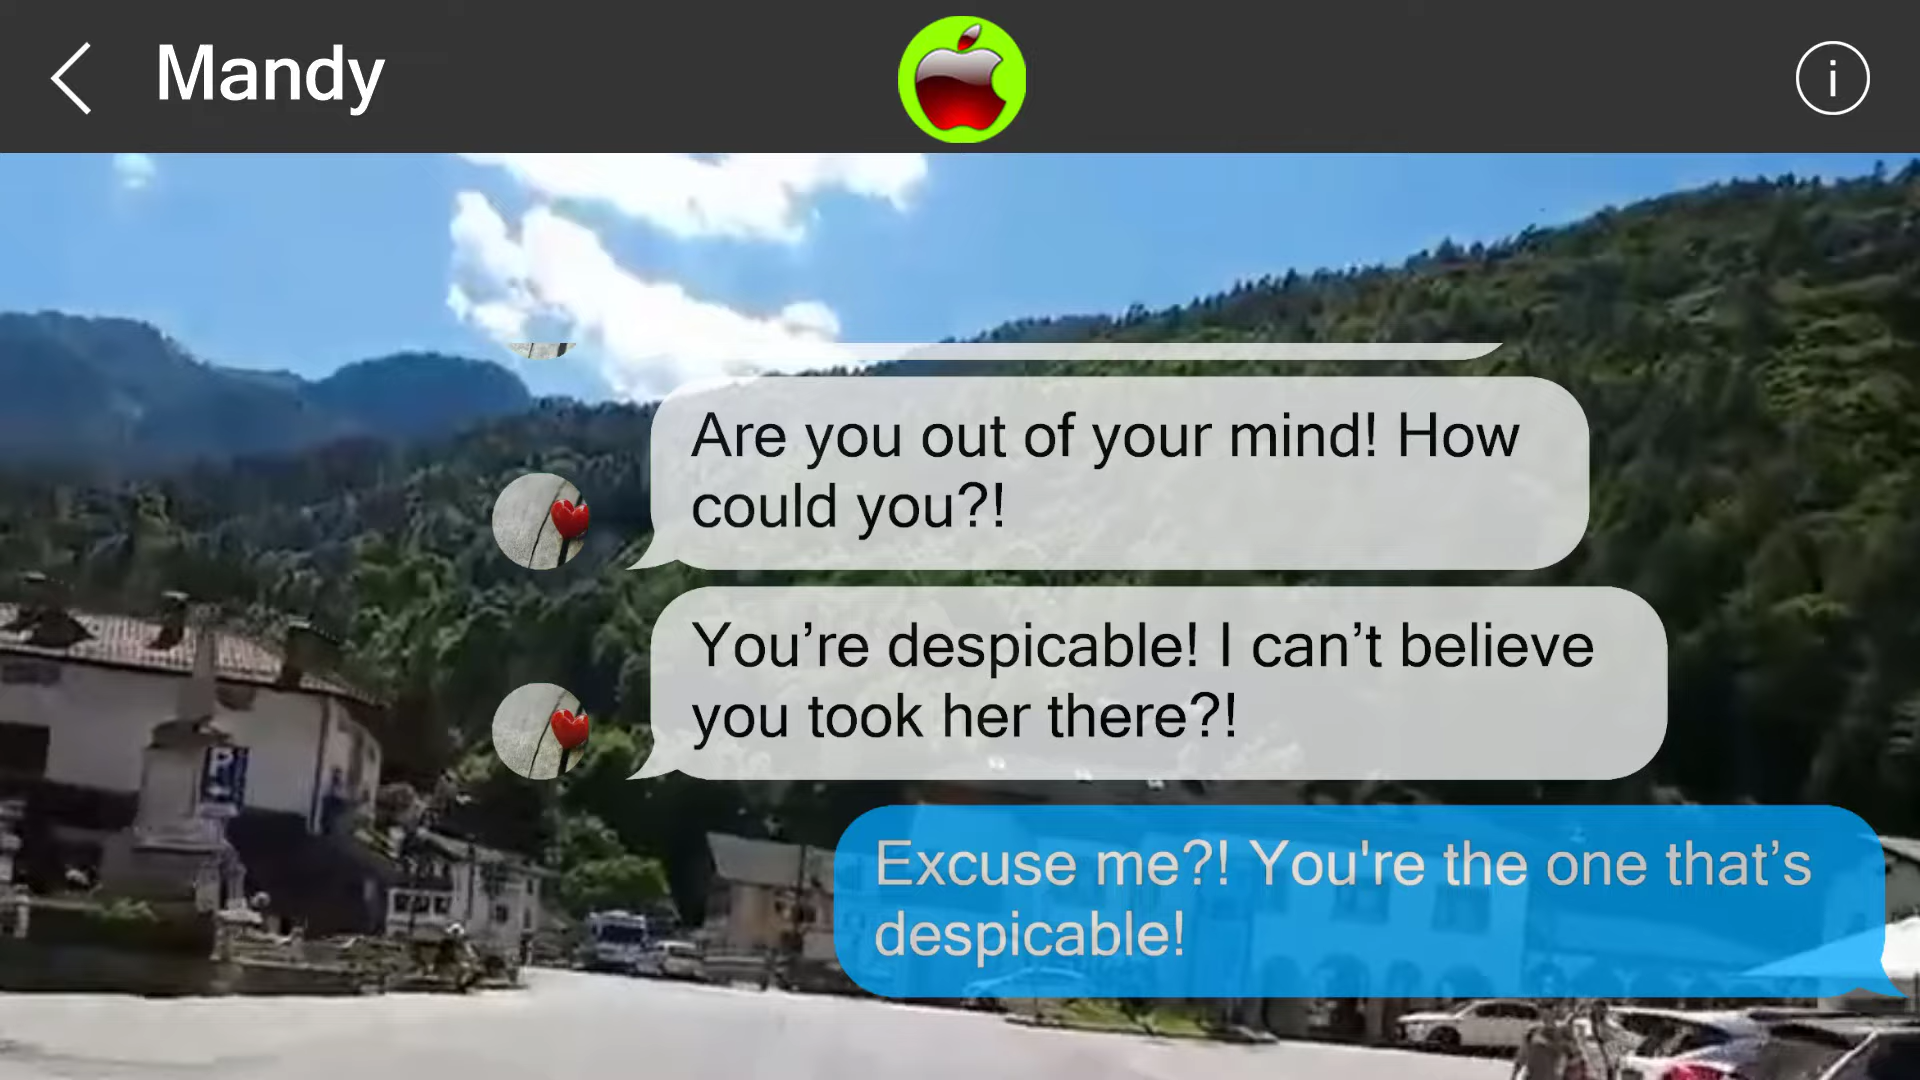 Mandy
Are you out of your mind! How
could you?!
You’re despicable! I can’t believe
you took her there?!
Excuse me?! You're the one that’s
despicable!
P